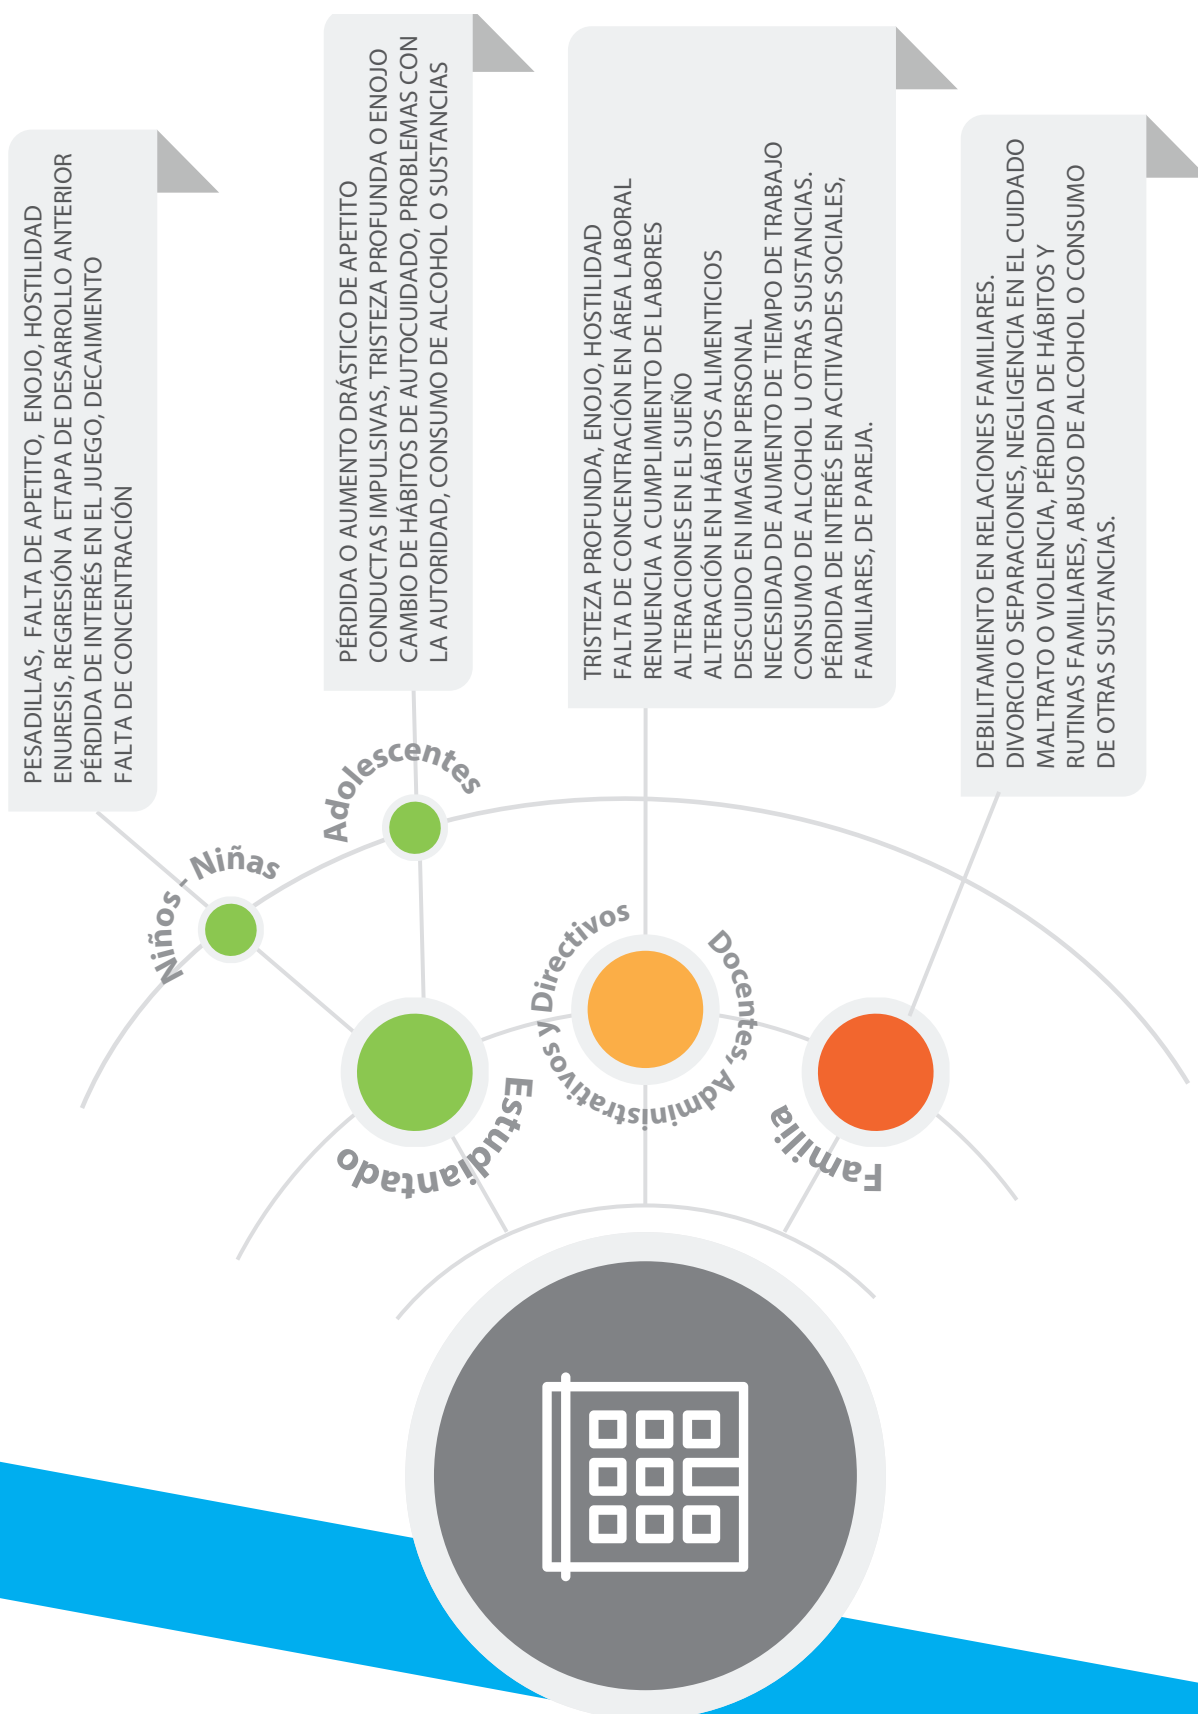 PESADILLAS, FALTA DE APETITO, ENOJO, HOSTILIDAD
ENURESIS, REGRESIÓN A ETAPA DE DESARROLLO ANTERIOR
PÉRDIDA DE INTERÉS EN EL JUEGO, DECAIMIENTO
FALTA DE CONCENTRACIÓN
Niños - Niñas
PÉRDIDA O AUMENTO DRÁSTICO DE APETITO
CONDUCTAS IMPULSIVAS, TRISTEZA PROFUNDA O ENOJO
CAMBIO DE HÁBITOS DE AUTOCUIDADO, PROBLEMAS CON
LA AUTORIDAD, CONSUMO DE ALCOHOL O SUSTANCIAS
Adolescentes
Estudiantado
TRISTEZA PROFUNDA, ENOJO, HOSTILIDAD
FALTA DE CONCENTRACIÓN EN ÁREA LABORAL
RENUENCIA A CUMPLIMIENTO DE LABORES
ALTERACIONES EN EL SUEÑO
ALTERACIÓN EN HÁBITOS ALIMENTICIOS
DESCUIDO EN IMAGEN PERSONAL
NECESIDAD DE AUMENTO DE TIEMPO DE TRABAJO
CONSUMO DE ALCOHOL U OTRAS SUSTANCIAS.
PÉRDIDA DE INTERÉS EN ACITIVADES SOCIALES,
FAMILIARES, DE PAREJA.
Docentes, Administrativos y Directivos
DEBILITAMIENTO EN RELACIONES FAMILIARES.
DIVORCIO O SEPARACIONES, NEGLIGENCIA EN EL CUIDADO
MALTRATO O VIOLENCIA, PÉRDIDA DE HÁBITOS Y
RUTINAS FAMILIARES, ABUSO DE ALCOHOL O CONSUMO
DE OTRAS SUSTANCIAS.
Familia